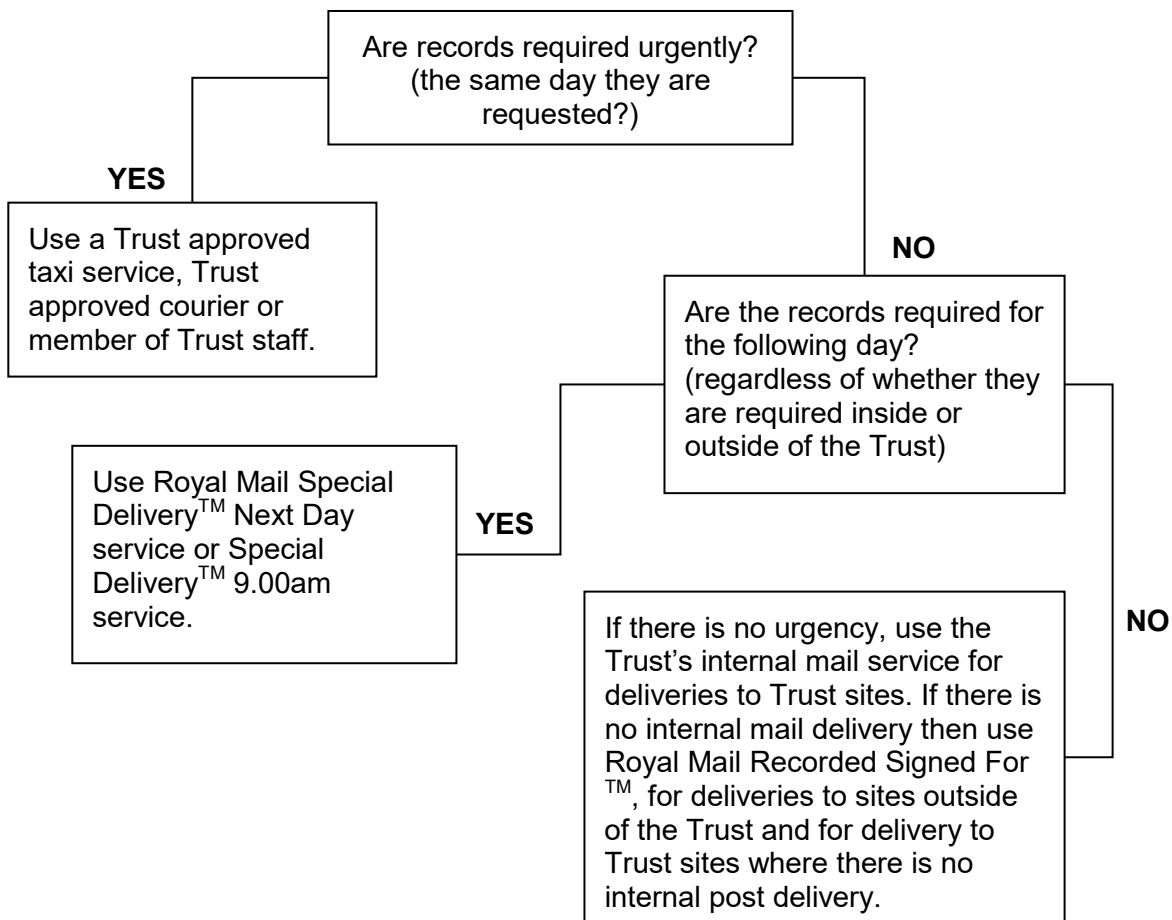 Are records required urgently?
(the same day they are
requested?)
YES
Use a Trust approved
taxi service, Trust
approved courier or
member of Trust staff.
NO
Are the records required for
the following day?
(regardless of whether they
are required inside or
outside of the Trust)
YES
Use Royal Mail Special
Delivery™ Next Day
service or Special
Delivery™ 9.00am
service.
NO
If there is no urgency, use the
Trust’s internal mail service for
deliveries to Trust sites. If there is
no internal mail delivery then use
Royal Mail Recorded Signed For
™, for deliveries to sites outside
of the Trust and for delivery to
Trust sites where there is no
internal post delivery.